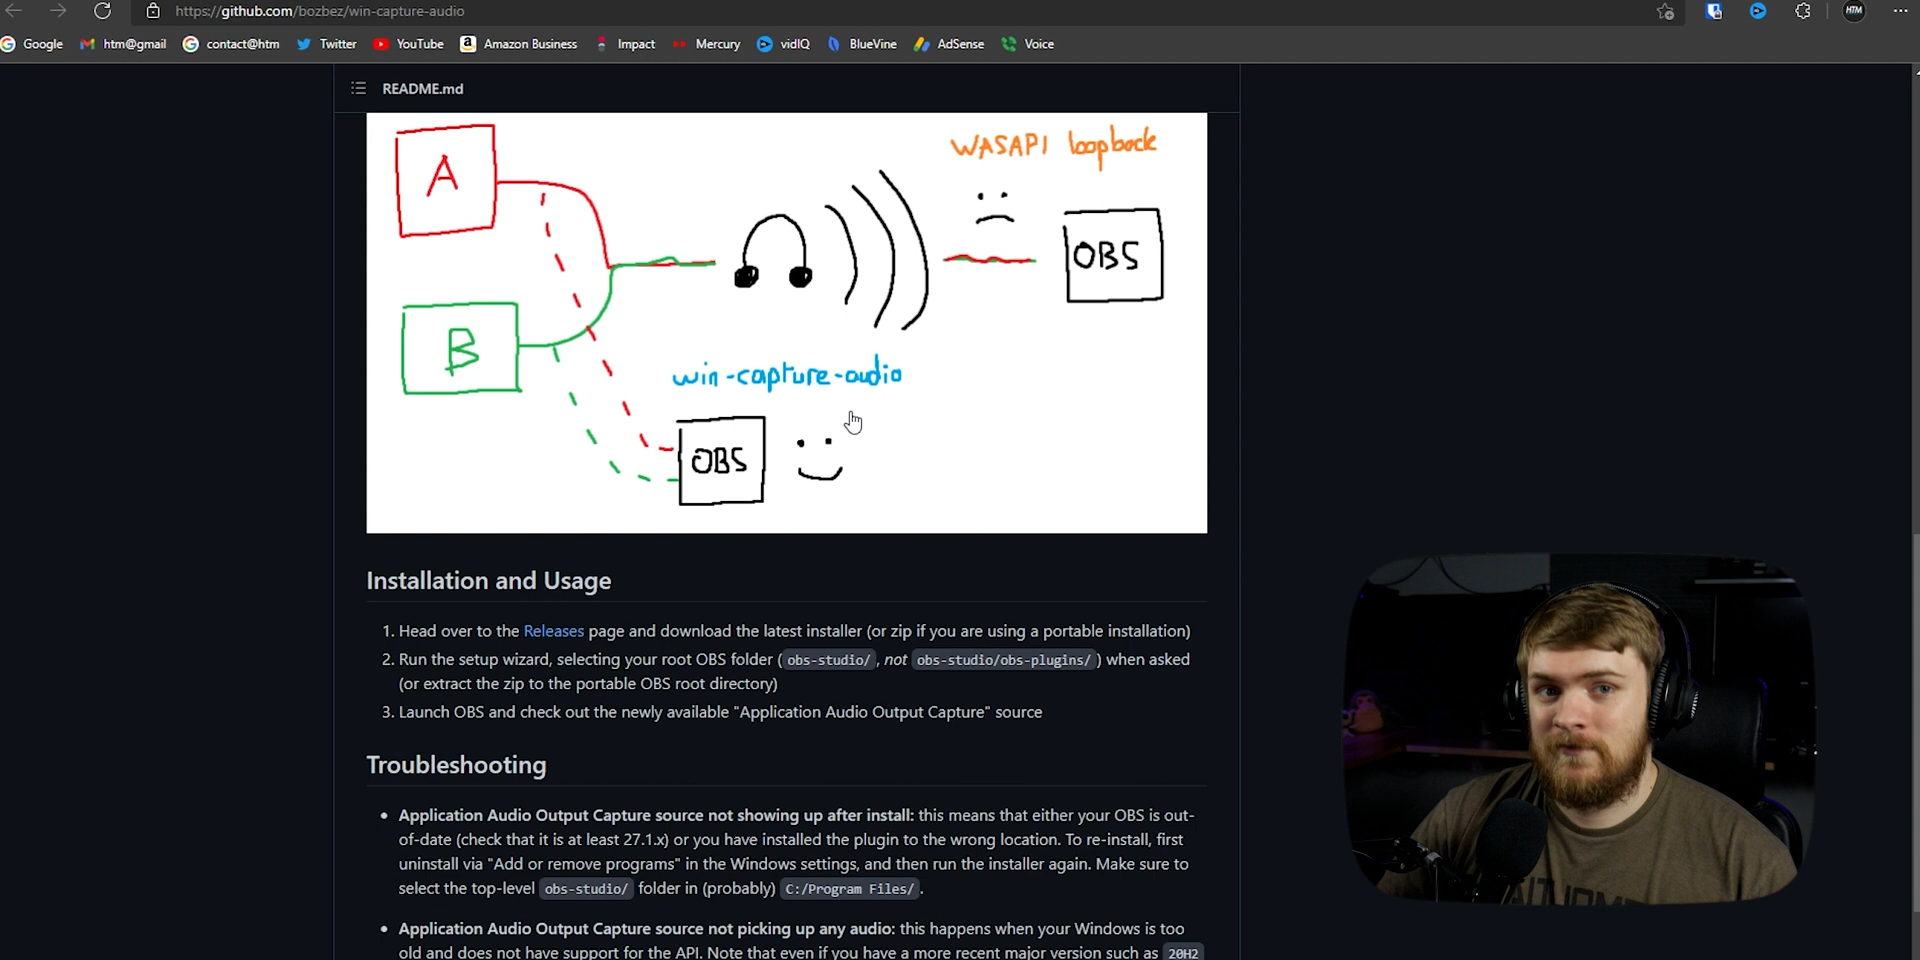 https://github.com/bozbez/win-capture-audio
HTM
Google htm@gmail contact@htm Twitter YouTube Amazon Business Impact Mercury vidIQ BlueVine AdSense Voice
README.md
WASAPI loopback
A
OBS
B
win-capture-audio
OBS
Installation and Usage
1. Head over to the Releases page and download the latest installer (or zip if you are using a portable installation)
2. Run the setup wizard, selecting your root OBS folder ( obs-studio/ , not obs-studio/obs-plugins/ ) when asked
(or extract the zip to the portable OBS root directory)
3. Launch OBS and check out the newly available "Application Audio Output Capture" source
Troubleshooting
• Application Audio Output Capture source not showing up after install: this means that either your OBS is out-
of-date (check that it is at least 27.1.x) or you have installed the plugin to the wrong location. To re-install, first
uninstall via "Add or remove programs" in the Windows settings, and then run the installer again. Make sure to
select the top-level obs-studio/ folder in (probably) C:/Program Files/ .
• Application Audio Output Capture source not picking up any audio: this happens when your Windows is too
old and does not have support for the API. Note that even if you have a more recent major version such as 20H2